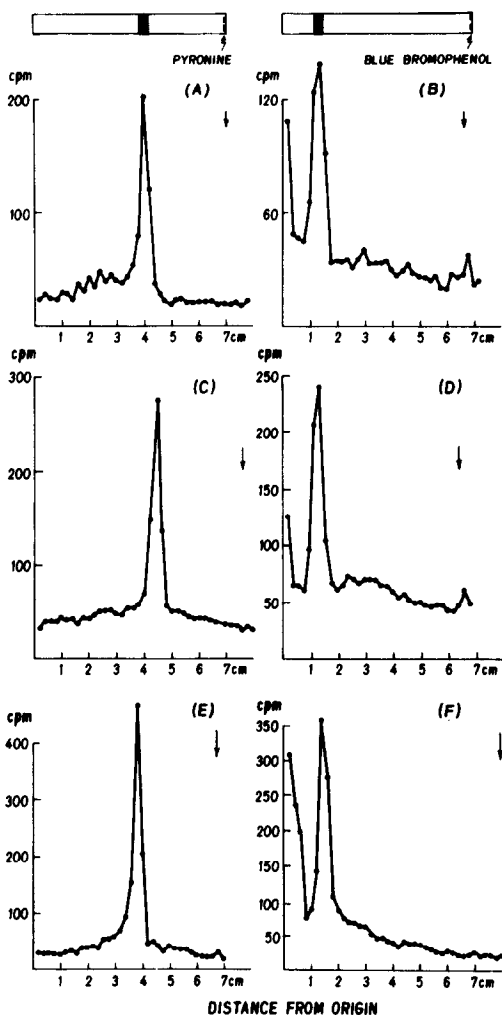 PYRONINE
BLUE BROMOPHENOL
cpm
(A)
200
100
1 2 3 4 5 6 7cm
cpm
(B)
120
60
1 2 3 4 5 6 7cm
cpm
(C)
300
200
100
1 2 3 4 5 6 7cm
cpm
(D)
250
200
150
100
50
1 2 3 4 5 6 7cm
cpm
(E)
400
300
200
100
1 2 3 4 5 6 7cm
cpm
(F)
350
300
250
200
150
100
50
1 2 3 4 5 6 7cm
DISTANCE FROM ORIGIN